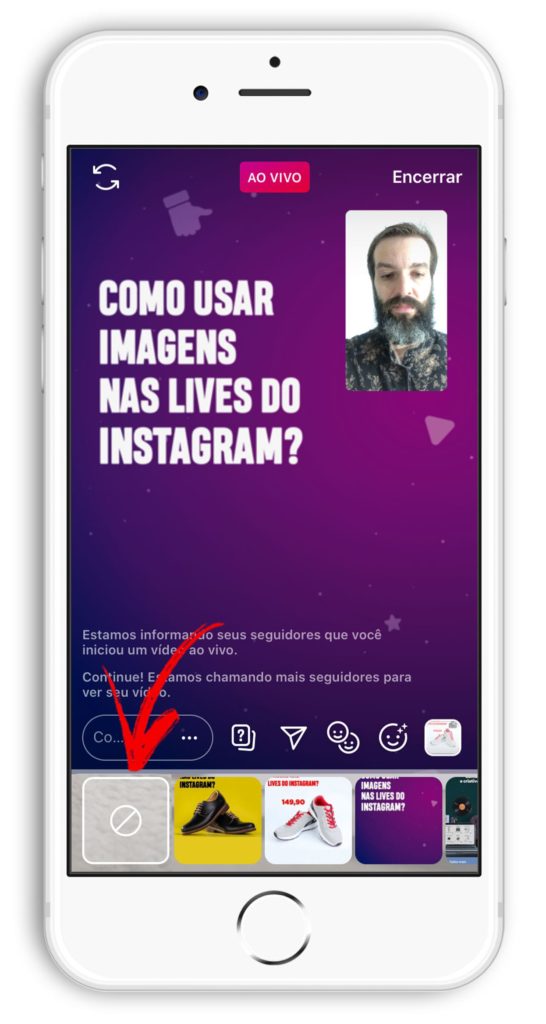 AO VIVO
Encerrar
COMO USAR
IMAGENS
NAS LIVES DO
INSTAGRAM?
Estamos informando seus seguidores que você
iniciou um vídeo ao vivo.
Continue! Estamos chamando mais seguidores para
ver seu vídeo.
Co...
NAS LIVES DO
INSTAGRAM?
INSTAGRAM?
149,90
COMO USAR
IMAGENS
NAS LIVES DO
INSTAGRAM?